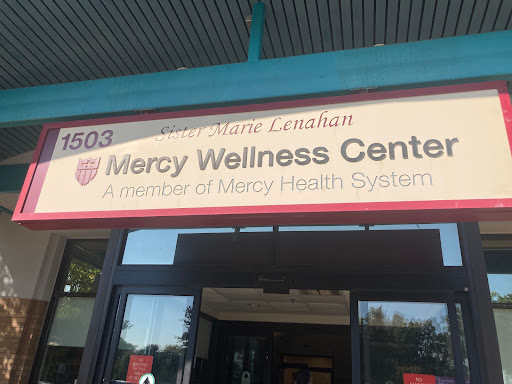 1503
Sister Marie Lenahan
Mercy Wellness Center
A member of Mercy Health System